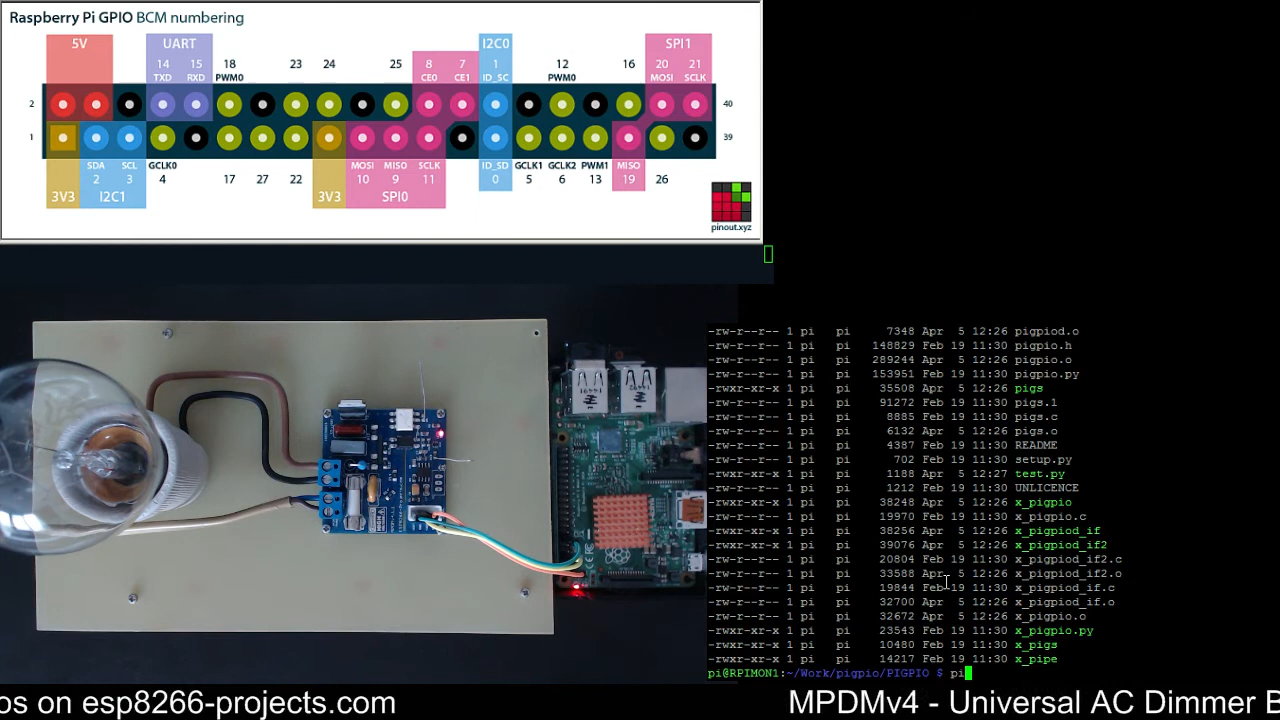 Raspberry Pi GPIO BCM numbering
5V UART I2C0 SPI1
14 15 18 23 24 25 8 7 1 12 16 20 21
TXD RXD PWM0 CE0 CE1 ID_SC PWM0 MOSI SCLK
2 40
1 39
SDA SCL GCLK0 MOSI MISO SCLK ID_SD GCLK1 GCLK2 PWM1 MISO
2 3 4 17 27 22 10 9 11 0 5 6 13 19 26
3V3 I2C1 3V3 SPI0
pinout.xyz
-rw-r--r-- 1 pi pi 7348 Apr 5 12:26 pigpiod.o
-rw-r--r-- 1 pi pi 148829 Feb 19 11:30 pigpio.h
-rw-r--r-- 1 pi pi 289244 Apr 5 12:26 pigpio.o
-rw-r--r-- 1 pi pi 153951 Feb 19 11:30 pigpio.py
-rwxr-xr-x 1 pi pi 35508 Apr 5 12:26 pigs
-rw-r--r-- 1 pi pi 91272 Feb 19 11:30 pigs.1
-rw-r--r-- 1 pi pi 8885 Feb 19 11:30 pigs.c
-rw-r--r-- 1 pi pi 6132 Apr 5 12:26 pigs.o
-rw-r--r-- 1 pi pi 4387 Feb 19 11:30 README
-rw-r--r-- 1 pi pi 702 Feb 19 11:30 setup.py
-rwxr-xr-x 1 pi pi 1188 Apr 5 12:27 test.py
-rw-r--r-- 1 pi pi 1212 Feb 19 11:30 UNLICENCE
-rwxr-xr-x 1 pi pi 38248 Apr 5 12:26 x_pigpio
-rw-r--r-- 1 pi pi 19970 Feb 19 11:30 x_pigpio.c
-rwxr-xr-x 1 pi pi 38256 Apr 5 12:26 x_pigpiod_if
-rwxr-xr-x 1 pi pi 39076 Apr 5 12:26 x_pigpiod_if2
-rw-r--r-- 1 pi pi 20804 Feb 19 11:30 x_pigpiod_if2.c
-rw-r--r-- 1 pi pi 33588 Apr 5 12:26 x_pigpiod_if2.o
-rw-r--r-- 1 pi pi 19844 Feb 19 11:30 x_pigpiod_if.c
-rw-r--r-- 1 pi pi 32700 Apr 5 12:26 x_pigpiod_if.o
-rw-r--r-- 1 pi pi 32672 Apr 5 12:26 x_pigpio.o
-rwxr-xr-x 1 pi pi 23543 Feb 19 11:30 x_pigpio.py
-rwxr-xr-x 1 pi pi 10480 Feb 19 11:30 x_pigs
-rwxr-xr-x 1 pi pi 14217 Feb 19 11:30 x_pipe
pi@RPIMON1:~/Work/pigpio/PIGPIO $ pi
os on esp8266-projects.com MPDMv4 - Universal AC Dimmer B